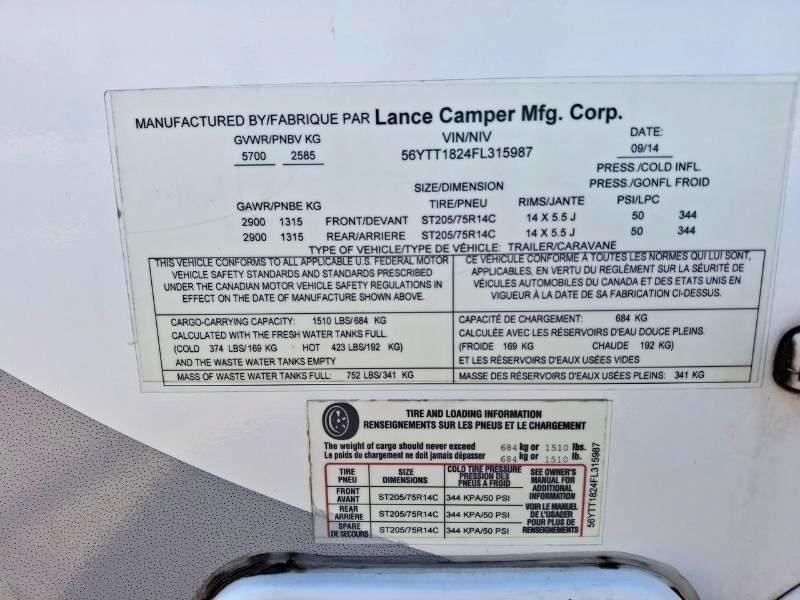 MANUFACTURED BY/FABRIQUE PAR Lance Camper Mfg. Corp.
GVWR/PNBV KG VIN/NIV DATE:
5700 2585 56YTT1824FL315987 09/14
PRESS./COLD INFL.
SIZE/DIMENSION PRESS./GONFL FROID
GAWR/PNBE KG TIRE/PNEU RIMS/JANTE PSI/LPC
2900 1315 FRONT/DEVANT ST205/75R14C 14 X 5.5 J 50 344
2900 1315 REAR/ARRIERE ST205/75R14C 14 X 5.5 J 50 344
TYPE OF VEHICLE/TYPE DE VÉHICULE: TRAILER/CARAVANE
THIS VEHICLE CONFORMS TO ALL APPLICABLE U.S. FEDERAL MOTOR
VEHICLE SAFETY STANDARDS AND STANDARDS PRESCRIBED
UNDER THE CANADIAN MOTOR VEHICLE SAFETY REGULATIONS IN
EFFECT ON THE DATE OF MANUFACTURE SHOWN ABOVE.
CE VÉHICULE CONFORME A TOUTES LES NORMES QUI LUI SONT,
APPLICABLES, EN VERTU DU REGLEMENT SUR LA SÉURITÉ DE
VÉICULES AUTOMOBILES DU CANADA ET DES ETATS UNIS EN
VIGUEUR À LA DATE DE SA FABRICATION CI-DESSUS.
CARGO-CARRYING CAPACITY: 1510 LBS/684 KG
CALCULATED WITH THE FRESH WATER TANKS FULL.
(COLD 374 LBS/169 KG HOT 423 LBS/192 KG)
AND THE WASTE WATER TANKS EMPTY
MASS OF WASTE WATER TANKS FULL: 752 LBS/341 KG
CAPACITÉ DE CHARGEMENT: 684 KG
CALCULÉE AVEC LES RÉSERVOIRS D'EAU DOUCE PLEINS.
(FROIDE 169 KG CHAUDE 192 KG)
ET LES RÉSERVOIRS D'EAUX USÉES VIDES
MASSE DES RÉSERVOIRS D'EAUX USÉES PLEINS: 341 KG
TIRE AND LOADING INFORMATION
RENSEIGNEMENTS SUR LES PNEUS ET LE CHARGEMENT
The weight of cargo should never exceed 684 kg or 1510 lbs.
Le poids du chargement ne doit jamais dépasser 684 kg or 1510 lb.
TIRE
PNEU
SIZE
DIMENSIONS
COLD TIRE PRESSURE
PRESSION DES
PNEUS A FROID
FRONT
AVANT
ST205/75R14C 344 KPA/50 PSI
REAR
ARRIÈRE
ST205/75R14C 344 KPA/50 PSI
SPARE
DE SECOURS
ST205/75R14C 344 KPA/50 PSI
SEE OWNER'S
MANUAL FOR
ADDITIONAL
INFORMATION
VOIR LE MANUEL
DE L'USAGER
POUR PLUS DE
RENSEIGNEMENTS
56YTT1824FL315987